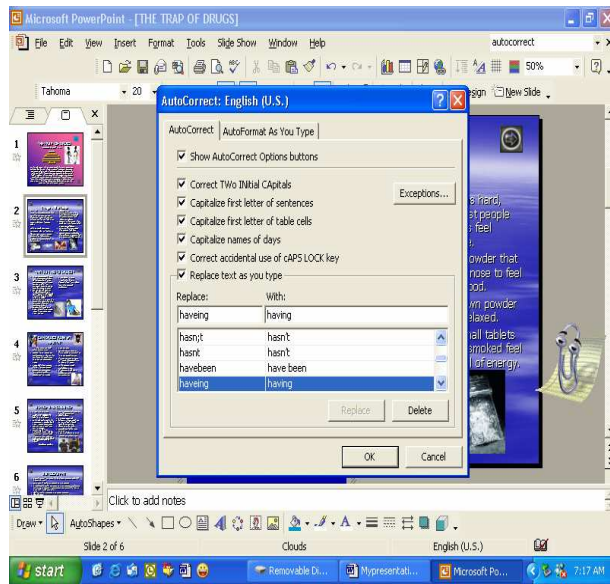 Microsoft PowerPoint - [THE TRAP OF DRUGS]
File Edit View Insert Format Tools Slide Show Window Help autocorrect
50%
Tahoma 20 Design New Slide
AutoCorrect: English (U.S.)
AutoCorrect AutoFormat As You Type
Show AutoCorrect Options buttons
Correct TWo INitial CApitals
Exceptions...
Capitalize first letter of sentences
Capitalize first letter of table cells
Capitalize names of days
Correct accidental use of cAPS LOCK key
Replace text as you type
Replace: With:
haveing having
hasn;t hasn't
hasnt hasn't
havebeen have been
haveing having
Replace Delete
OK Cancel
1
2
3
4
5
6
s hard,
st people
s feel
owder that
nose to feel
ood.
wn powder
elaxed.
all tablets
smoked feel
l of energy.
Click to add notes
Draw AutoShapes
Slide 2 of 6 Clouds English (U.S.)
start Removable Di... Mypresentati... Microsoft Po... 7:17 AM